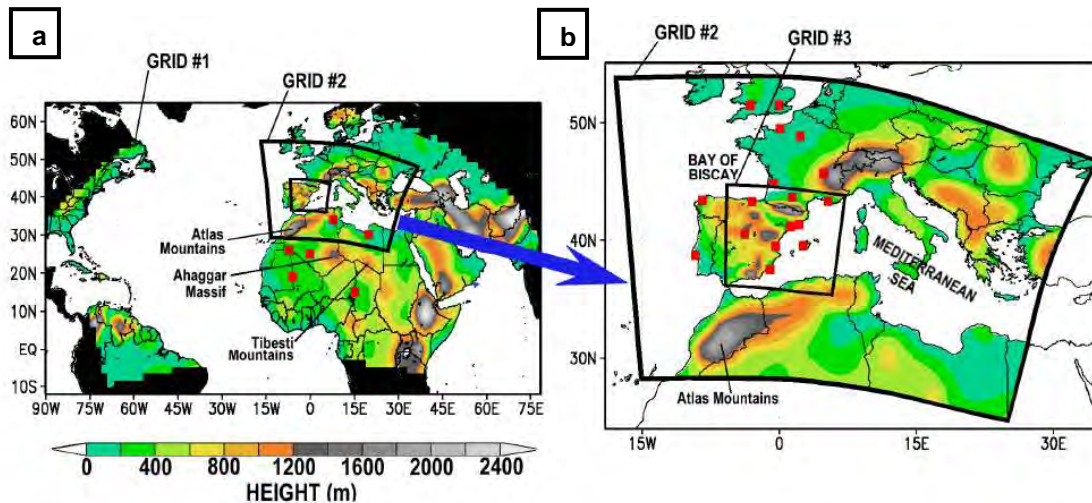 a
GRID #1
GRID #2
60N
50N
40N
30N
20N
10N
EQ
10S
Atlas
Mountains
Ahaggar
Massif
Tibesti
Mountains
90W 75W 60W 45W 30W 15W 0 15E 30E 45E 60E 75E
0 400 800 1200 1600 2000 2400
HEIGHT (m)
b
GRID #2
GRID #3
50N
40N
30N
BAY OF
BISCAY
MEDITERRANEAN
SEA
Atlas Mountains
15W 0 15E 30E